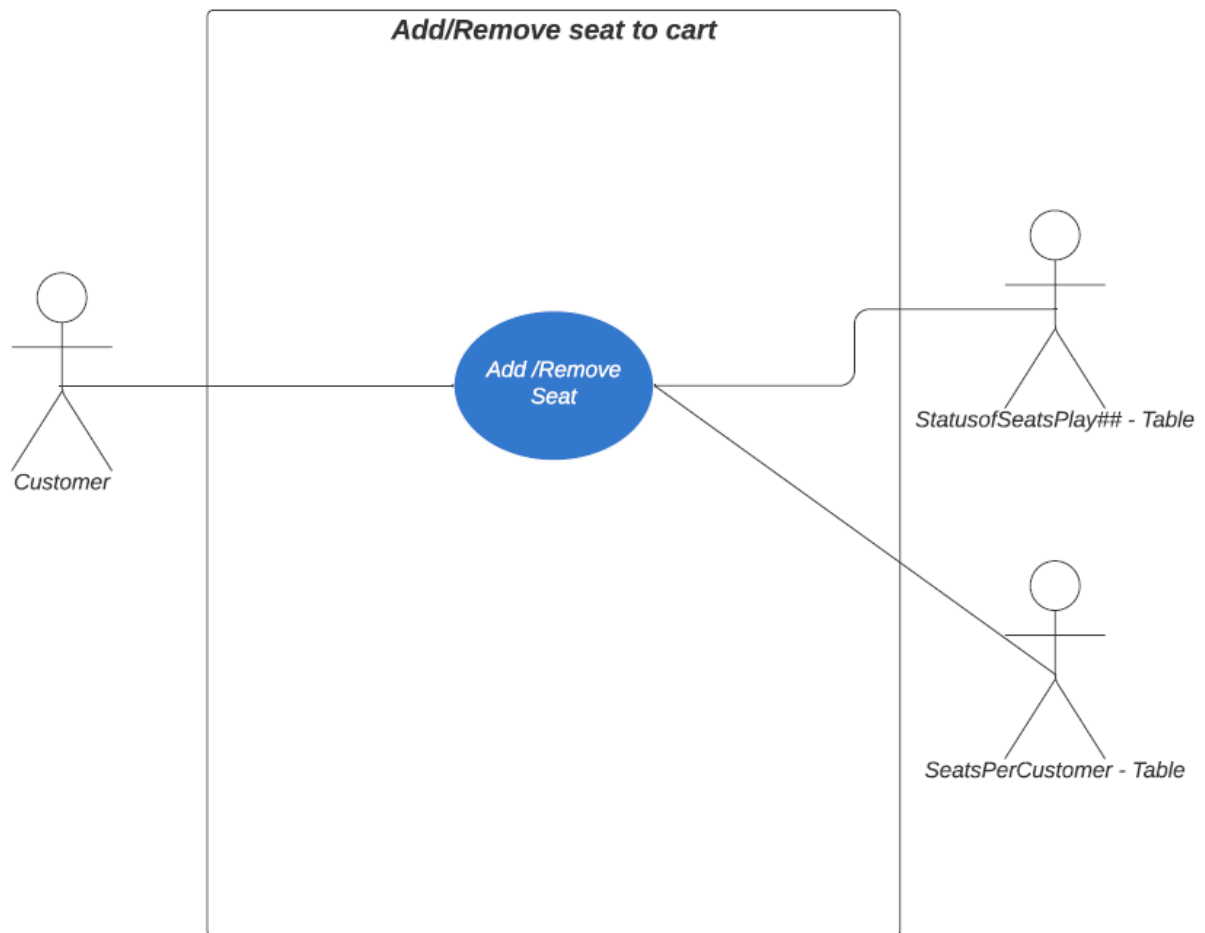 Add/Remove seat to cart
Add /Remove
Seat
StatusofSeatsPlay## - Table
Customer
SeatsPerCustomer - Table